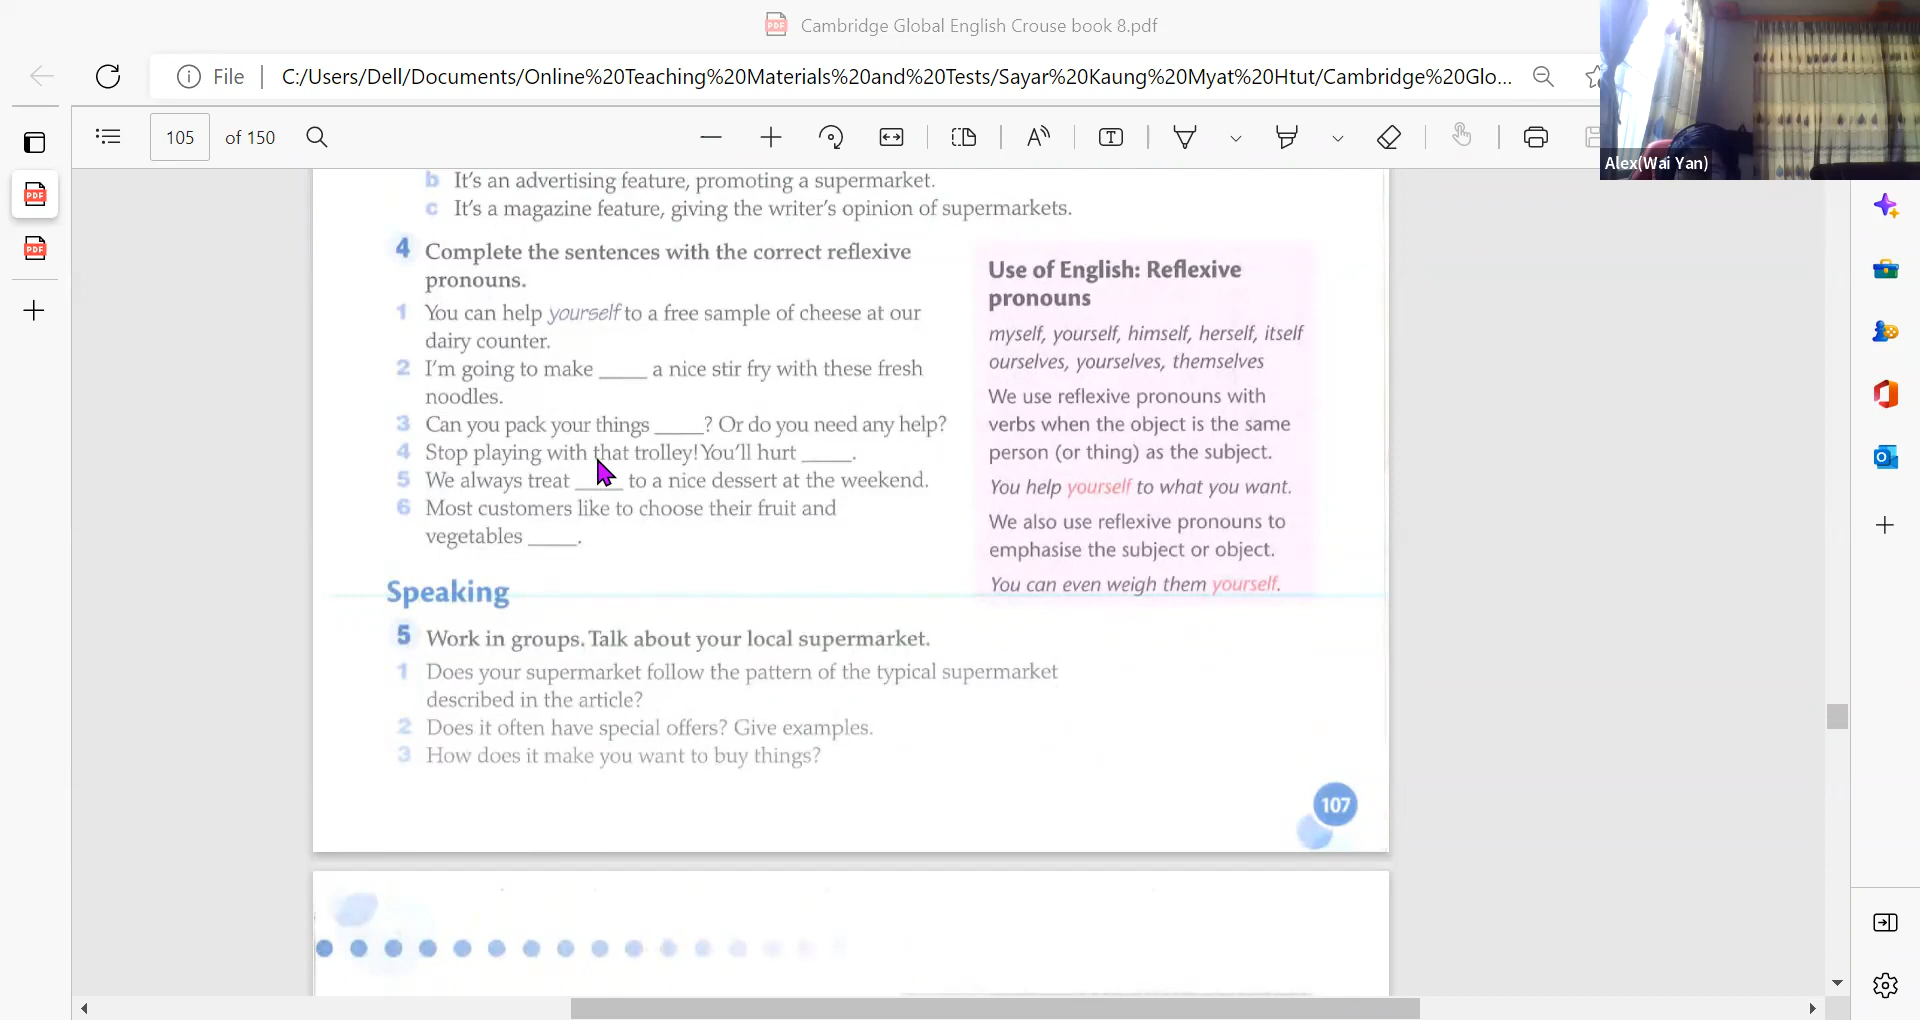 Cambridge Global English Crouse book 8.pdf
File
C:/Users/Dell/Documents/Online%20Teaching%20Materials%20and%20Tests/Sayar%20Kaung%20Myat%20Htut/Cambridge%20Glo...
Alex(Wai Yan)
105 of 150
b It's an advertising feature, promoting a supermarket.
c It's a magazine feature, giving the writer's opinion of supermarkets.
4 Complete the sentences with the correct reflexive
pronouns.
1 You can help yourself to a free sample of cheese at our
dairy counter.
2 I'm going to make _____ a nice stir fry with these fresh
noodles.
3 Can you pack your things _____? Or do you need any help?
4 Stop playing with that trolley! You'll hurt _____.
5 We always treat _____ to a nice dessert at the weekend.
6 Most customers like to choose their fruit and
vegetables _____.
Use of English: Reflexive
pronouns
myself, yourself, himself, herself, itself
ourselves, yourselves, themselves
We use reflexive pronouns with
verbs when the object is the same
person (or thing) as the subject.
You help yourself to what you want.
We also use reflexive pronouns to
emphasise the subject or object.
You can even weigh them yourself.
Speaking
5 Work in groups. Talk about your local supermarket.
1 Does your supermarket follow the pattern of the typical supermarket
described in the article?
2 Does it often have special offers? Give examples.
3 How does it make you want to buy things?
107